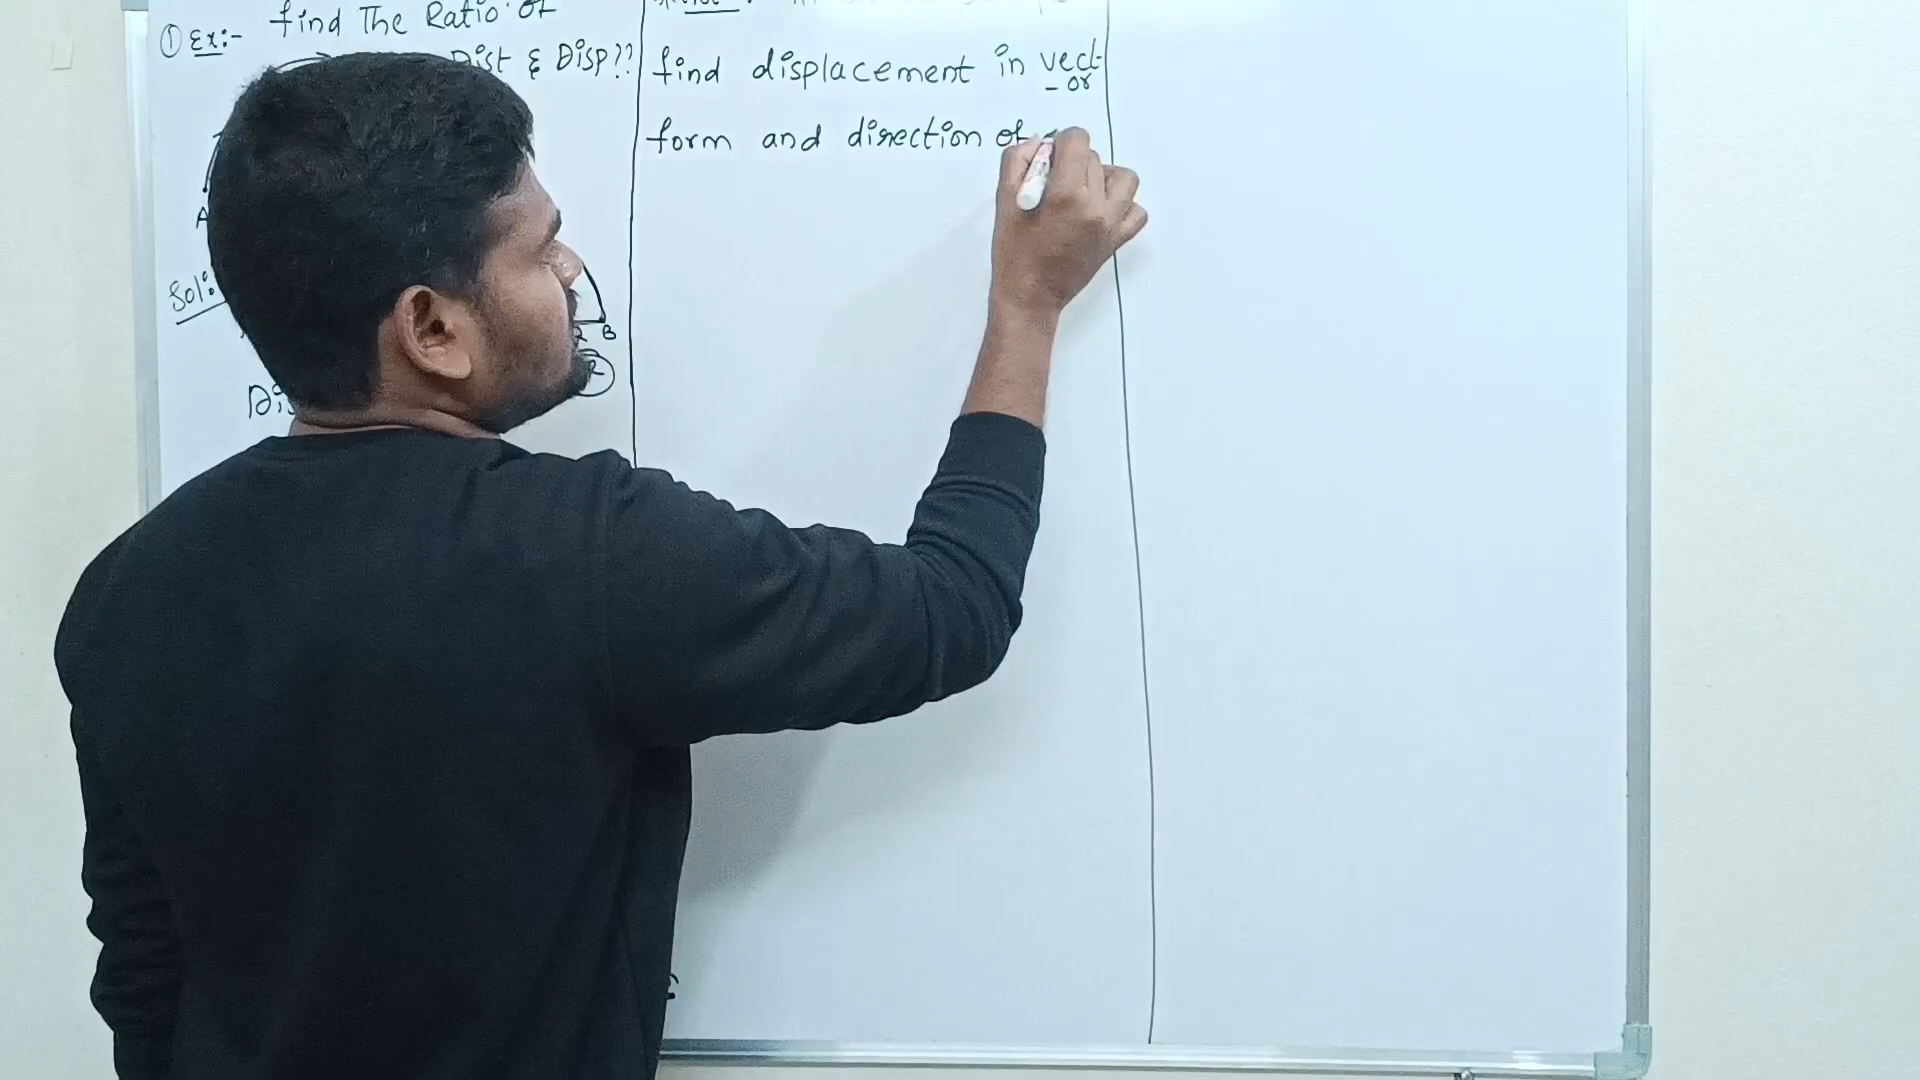 ① Ex:- find The Ratio of
Dist & Disp??
A
Sol:
R B
Dis
find displacement in vect-
- or
form and direction of